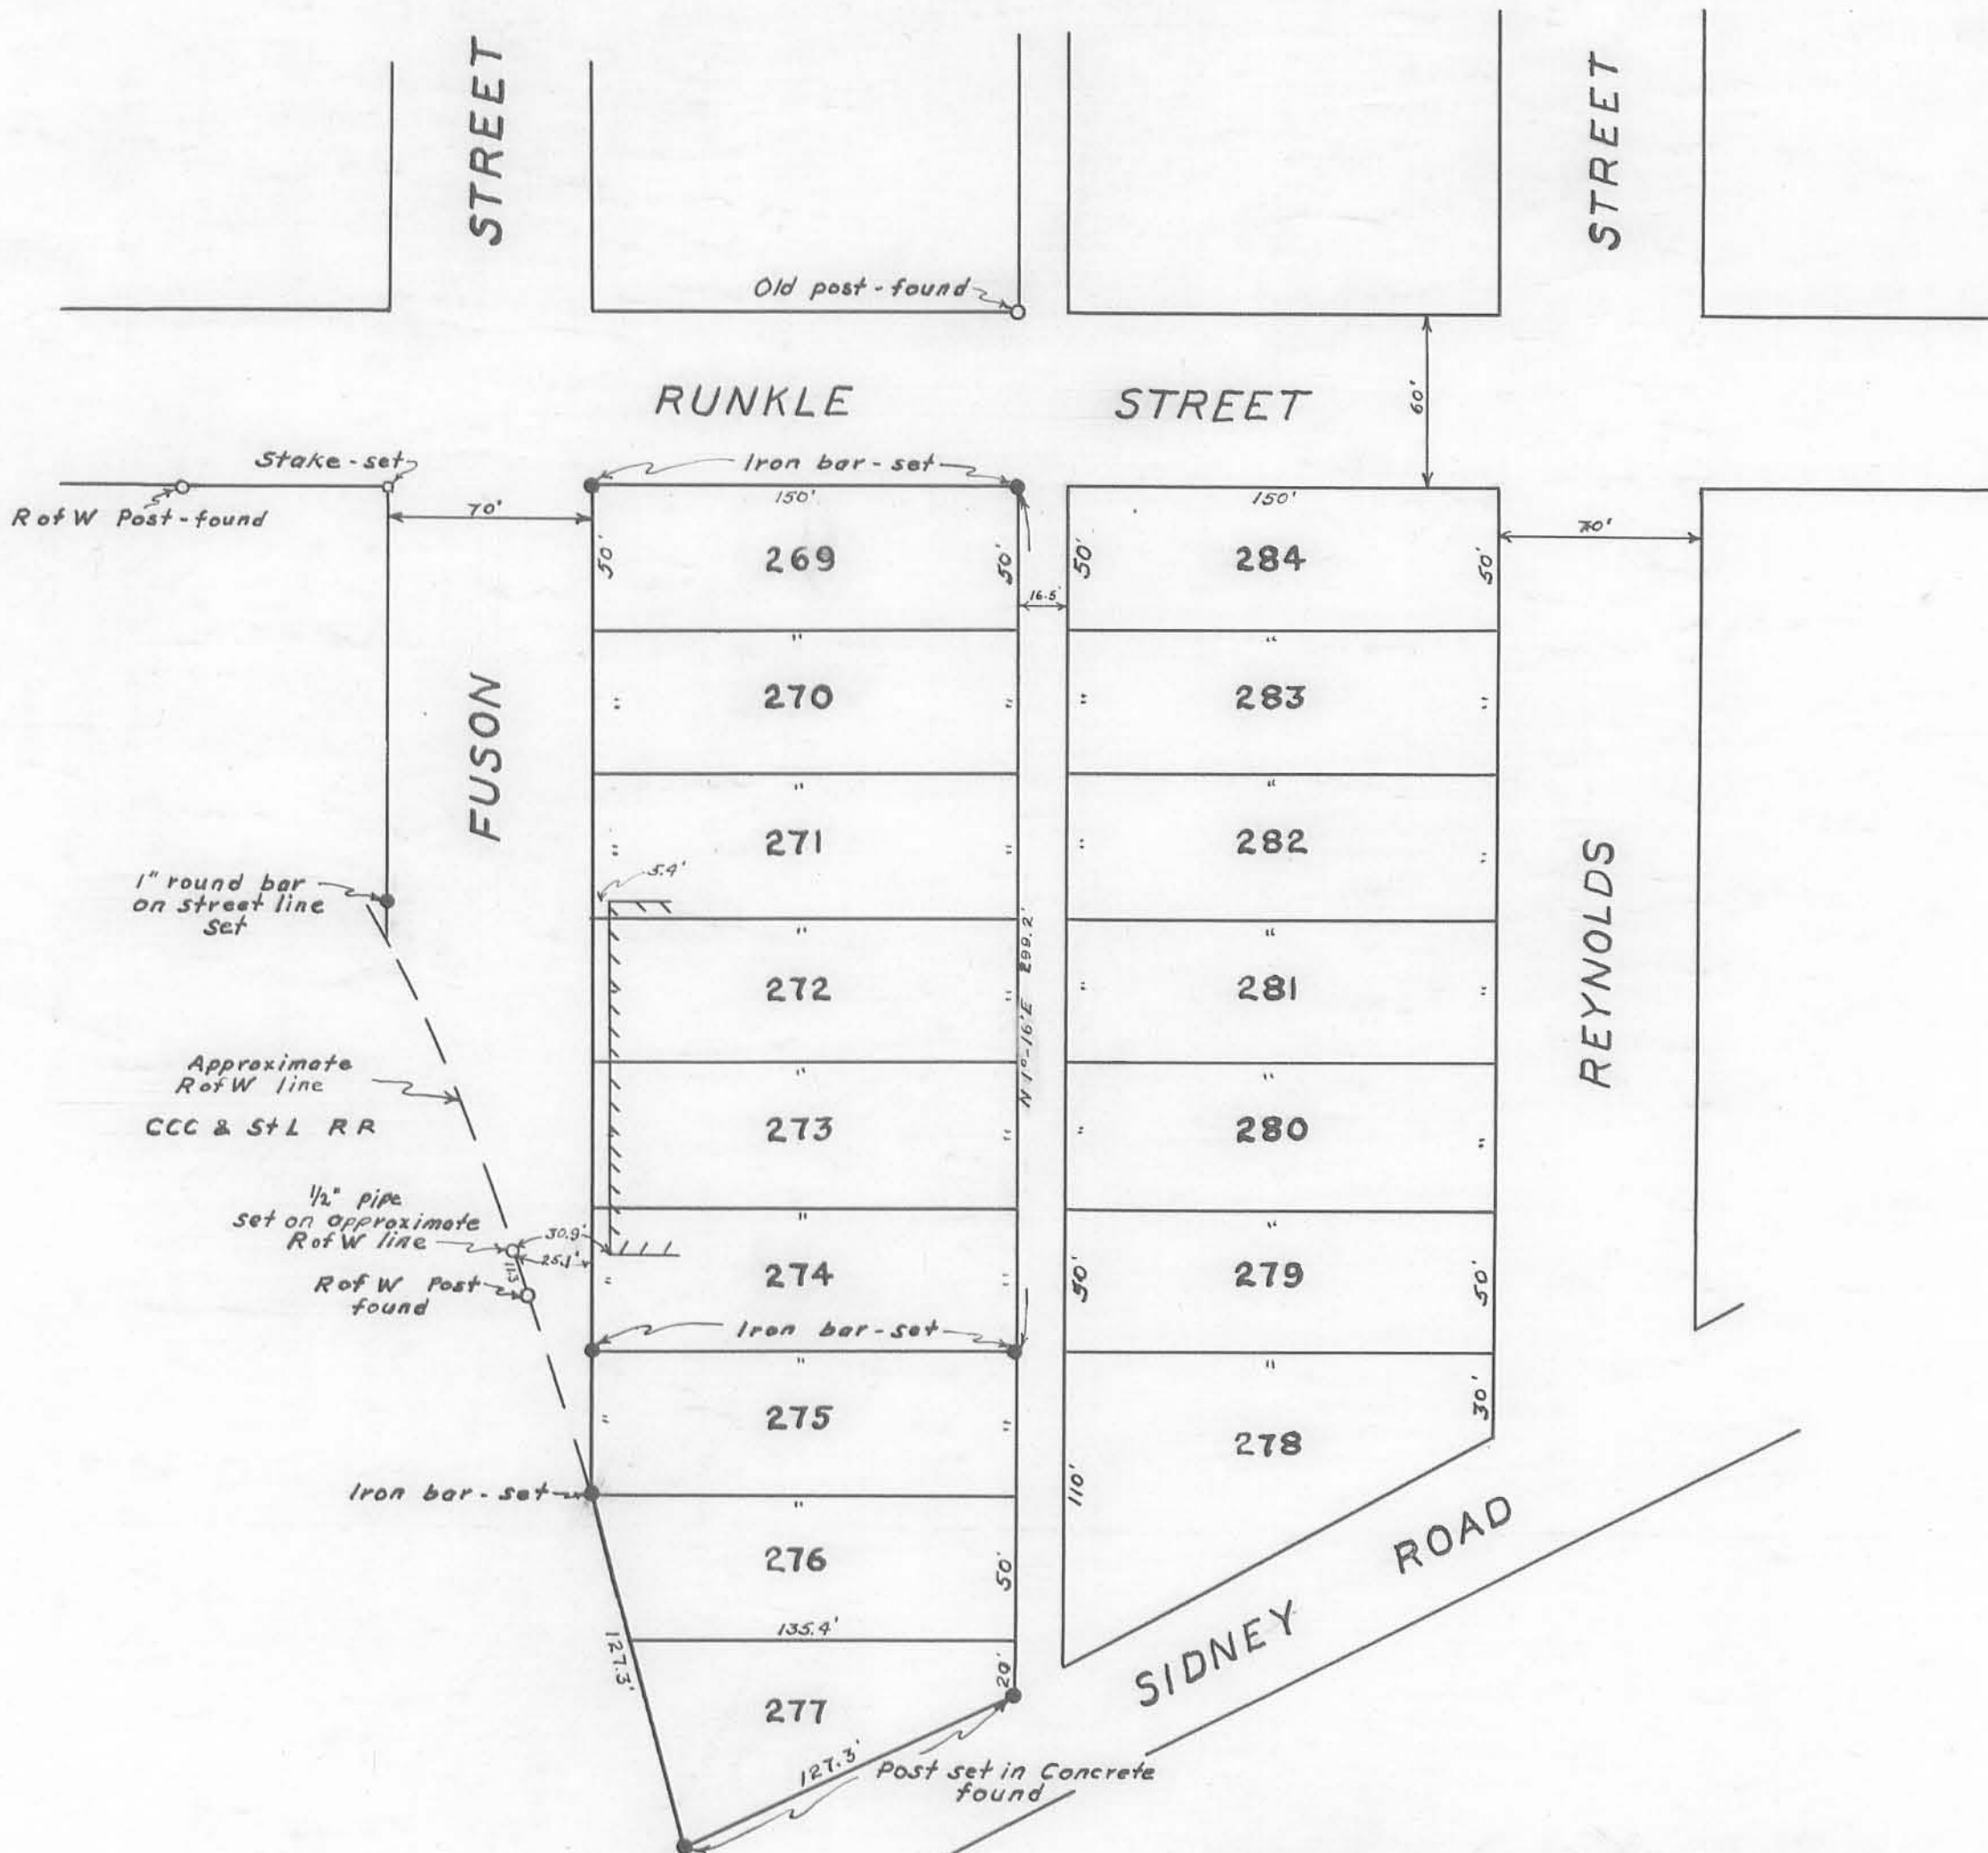 STREET
STREET
Old post - found
RUNKLE STREET
60'
Stake - set
Iron bar - set
R of W Post - found
70'
150'
150'
70'
50'
269
50'
50'
284
50'
16.5'
"
"
FUSON
"
270
"
"
283
"
"
"
"
271
"
"
282
"
REYNOLDS
5.4'
1" round bar
on street line
set
"
"
N 1°-16' E 299.2'
272
"
"
281
"
Approximate
R of W line
CCC & St L RR
"
"
273
"
"
280
"
1/2" pipe
set on approximate
R of W line
30.9'
25.1'
11.3'
R of W Post
found
"
"
"
274
"
50'
279
50'
Iron bar - set
"
"
"
275
"
30'
278
110'
Iron bar - set
"
276
50'
SIDNEY ROAD
135.4'
127.3'
20'
277
127.3'
Post set in Concrete
found